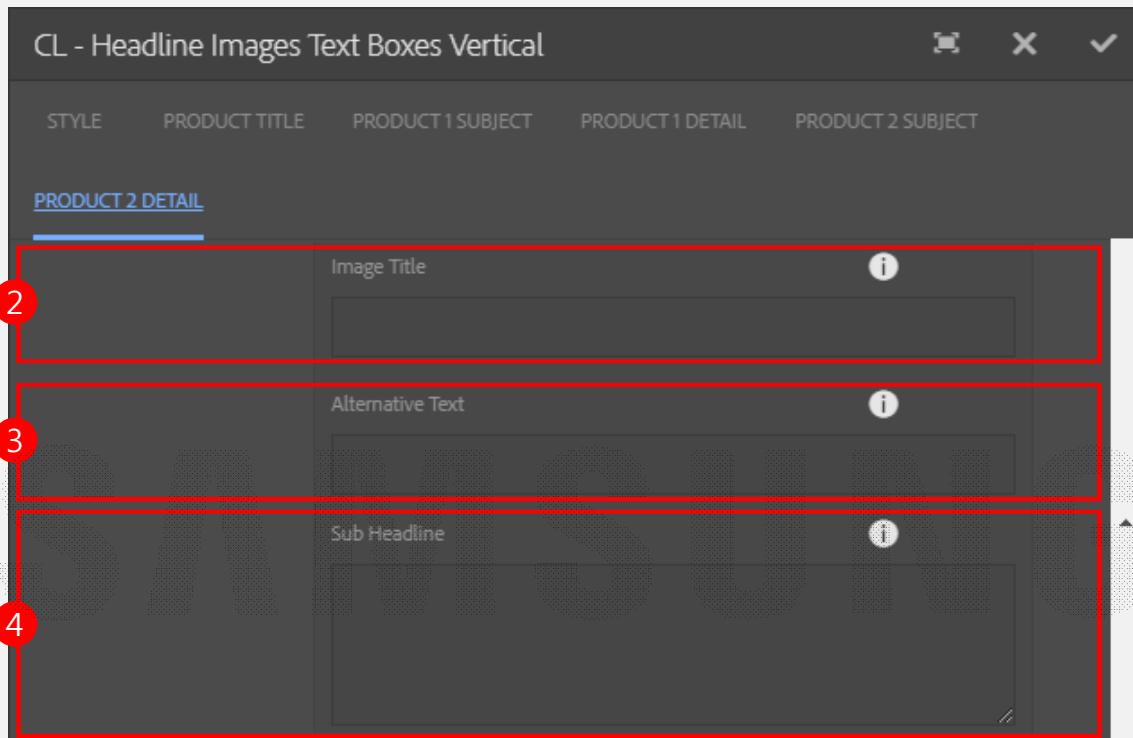 CL - Headline Images Text Boxes Vertical
STYLE PRODUCT TITLE PRODUCT 1 SUBJECT PRODUCT 1 DETAIL PRODUCT 2 SUBJECT
PRODUCT 2 DETAIL
Image Title
2
Alternative Text
3
SAMSUNG
Sub Headline
4